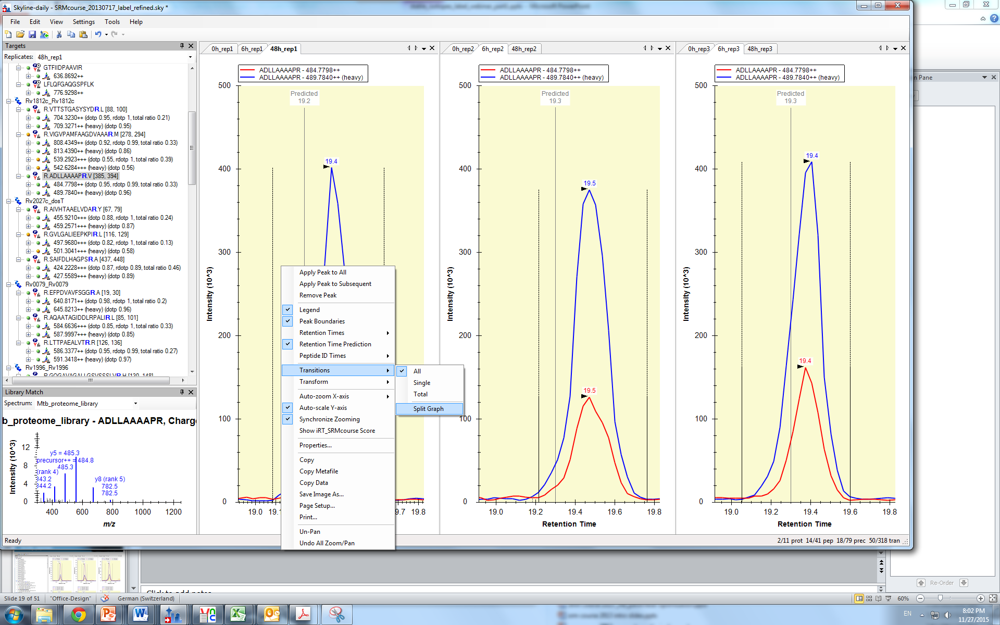 Skyline-daily - SRMcourse_20130717_label_refined.sky *
File Edit View Settings Tools Help
Targets
Replicates: 48h_rep1
GTFIIDPAAVIR
636.8692++
LFLQFGAQGSPFLK
776.9298++
Rv1812c_Rv1812c
R.VTTSTGASYSYDR.L [88, 100]
704.3230++ (dotp 0.95, rdotp 1, total ratio 0.21)
709.3271++ (heavy) (dotp 0.95)
R.VIGVPAMFAAGDVAAAR.M [278, 294]
808.4349++ (dotp 0.92, rdotp 0.99, total ratio 0.33)
813.4390++ (heavy) (dotp 0.86)
539.2923+++ (dotp 0.55, rdotp 1, total ratio 0.39)
542.6284+++ (heavy) (dotp 0.56)
R.ADLLAAAAPR.V [385, 394]
484.7798++ (dotp 0.95, rdotp 0.99, total ratio 0.33)
489.7840++ (heavy) (dotp 0.96)
Rv2027c_dosT
R.AIVHTAAELVDAR.Y [67, 79]
455.9210+++ (dotp 0.88, rdotp 1, total ratio 0.24)
459.2571+++ (heavy) (dotp 0.87)
R.GVLGALIEEPKPIR.L [116, 129]
497.9680+++ (dotp 0.82, rdotp 1, total ratio 0.13)
501.3041+++ (heavy) (dotp 0.58)
R.SAIFDLHAGPSR.A [437, 448]
424.2228+++ (dotp 0.87, rdotp 0.89, total ratio 0.46)
427.5589+++ (heavy) (dotp 0.89)
Rv0079_Rv0079
R.EFPDVAVFSGGR.A [19, 30]
640.8171++ (dotp 0.98, rdotp 1, total ratio 0.2)
645.8213++ (heavy) (dotp 0.96)
R.AQAATAGIDDLRPALIR.L [85, 101]
584.6636+++ (dotp 0.85, rdotp 1, total ratio 0.33)
587.9997+++ (heavy) (dotp 0.85)
R.LTTPAEALVTR.R [126, 136]
586.3377++ (dotp 0.95, rdotp 0.99, total ratio 0.27)
591.3418++ (heavy) (dotp 0.97)
Rv1996_Rv1996
Library Match
Spectrum: Mtb_proteome_library
b_proteome_library - ADLLAAAAPR, Charge
Intensity (10^3)
12
8
4
0
y5 = 485.3
precursor++ = 484.8
485.3
(rank 4)
343.2
344.2
y8 (rank 5)
782.5
782.5
400 600 800 1000 1200
m/z
0h_rep1 6h_rep1 48h_rep1
ADLLAAAAPR - 484.7798++
ADLLAAAAPR - 489.7840++ (heavy)
Predicted
19.2
19.4
Intensity (10^3)
500
400
300
200
100
0
19.0 19.1 19.8
Apply Peak to All
Apply Peak to Subsequent
Remove Peak
Legend
Peak Boundaries
Retention Times
Retention Time Prediction
Peptide ID Times
Transitions
Transform
Auto-zoom X-axis
Auto-scale Y-axis
Synchronize Zooming
Show iRT_SRMcourse Score
Properties...
Copy
Copy Metafile
Copy Data
Save Image As...
Page Setup...
Print...
Un-Pan
Undo All Zoom/Pan
All
Single
Total
Split Graph
0h_rep2 6h_rep2 48h_rep2
ADLLAAAAPR - 484.7798++
ADLLAAAAPR - 489.7840++ (heavy)
Predicted
19.3
19.5
19.5
Intensity (10^3)
500
400
300
200
100
0
19.0 19.2 19.4 19.6 19.8
Retention Time
0h_rep3 6h_rep3 48h_rep3
ADLLAAAAPR - 484.7798++
ADLLAAAAPR - 489.7840++ (heavy)
Predicted
19.3
19.4
19.4
Intensity (10^3)
500
400
300
200
100
0
19.0 19.2 19.4 19.6 19.8
Retention Time
Ready
2/11 prot 14/41 pep 18/79 prec 50/318 tran
Pane
Re-Order
Slide 19 of 51 "Office-Design" German (Switzerland) 60%
EN
8:02 PM
11/27/2015